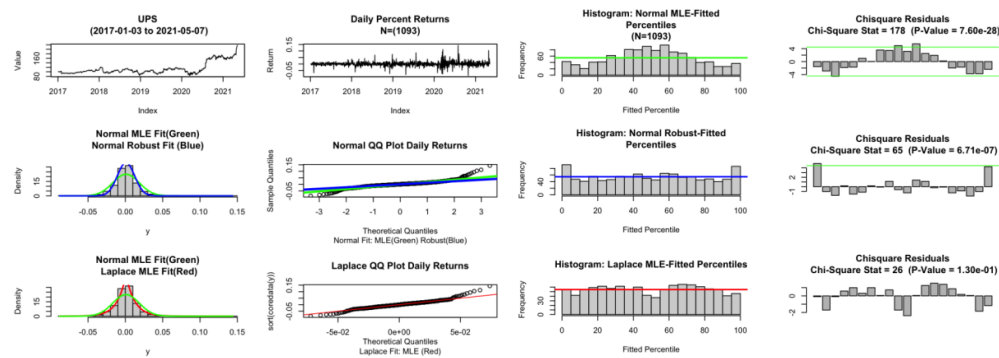 UPS
(2017-01-03 to 2021-05-07)
Value
80
160
2017
2018
2019
2020
2021
Index
Daily Percent Returns
N=(1093)
Return
-0.05
0.15
2017
2018
2019
2020
2021
Index
Histogram: Normal MLE-Fitted
Percentiles
(N=1093)
Frequency
0
60
0
20
40
60
80
100
Fitted Percentile
Chisquare Residuals
Chi-Square Stat = 178 (P-Value = 7.60e-28)
-4
0
4
Normal MLE Fit(Green)
Normal Robust Fit (Blue)
Density
0
15
-0.05
0.00
0.05
0.10
0.15
y
Normal QQ Plot Daily Returns
Sample Quantiles
-0.05
0.15
-3
-2
-1
0
1
2
3
Theoretical Quantiles
Normal Fit: MLE(Green) Robust(Blue)
Histogram: Normal Robust-Fitted
Percentiles
Frequency
0
40
0
20
40
60
80
100
Fitted Percentile
Chisquare Residuals
Chi-Square Stat = 65 (P-Value = 6.71e-07)
-1
1
Normal MLE Fit(Green)
Laplace MLE Fit(Red)
Density
0
15
-0.05
0.00
0.05
0.10
0.15
y
Laplace QQ Plot Daily Returns
sort(coredata(y))
-0.05
0.15
-5e-02
0e+00
5e-02
Theoretical Quantiles
Laplace Fit: MLE (Red)
Histogram: Laplace MLE-Fitted Percentiles
Frequency
0
30
0
20
40
60
80
100
Fitted Percentile
Chisquare Residuals
Chi-Square Stat = 26 (P-Value = 1.30e-01)
-2
0